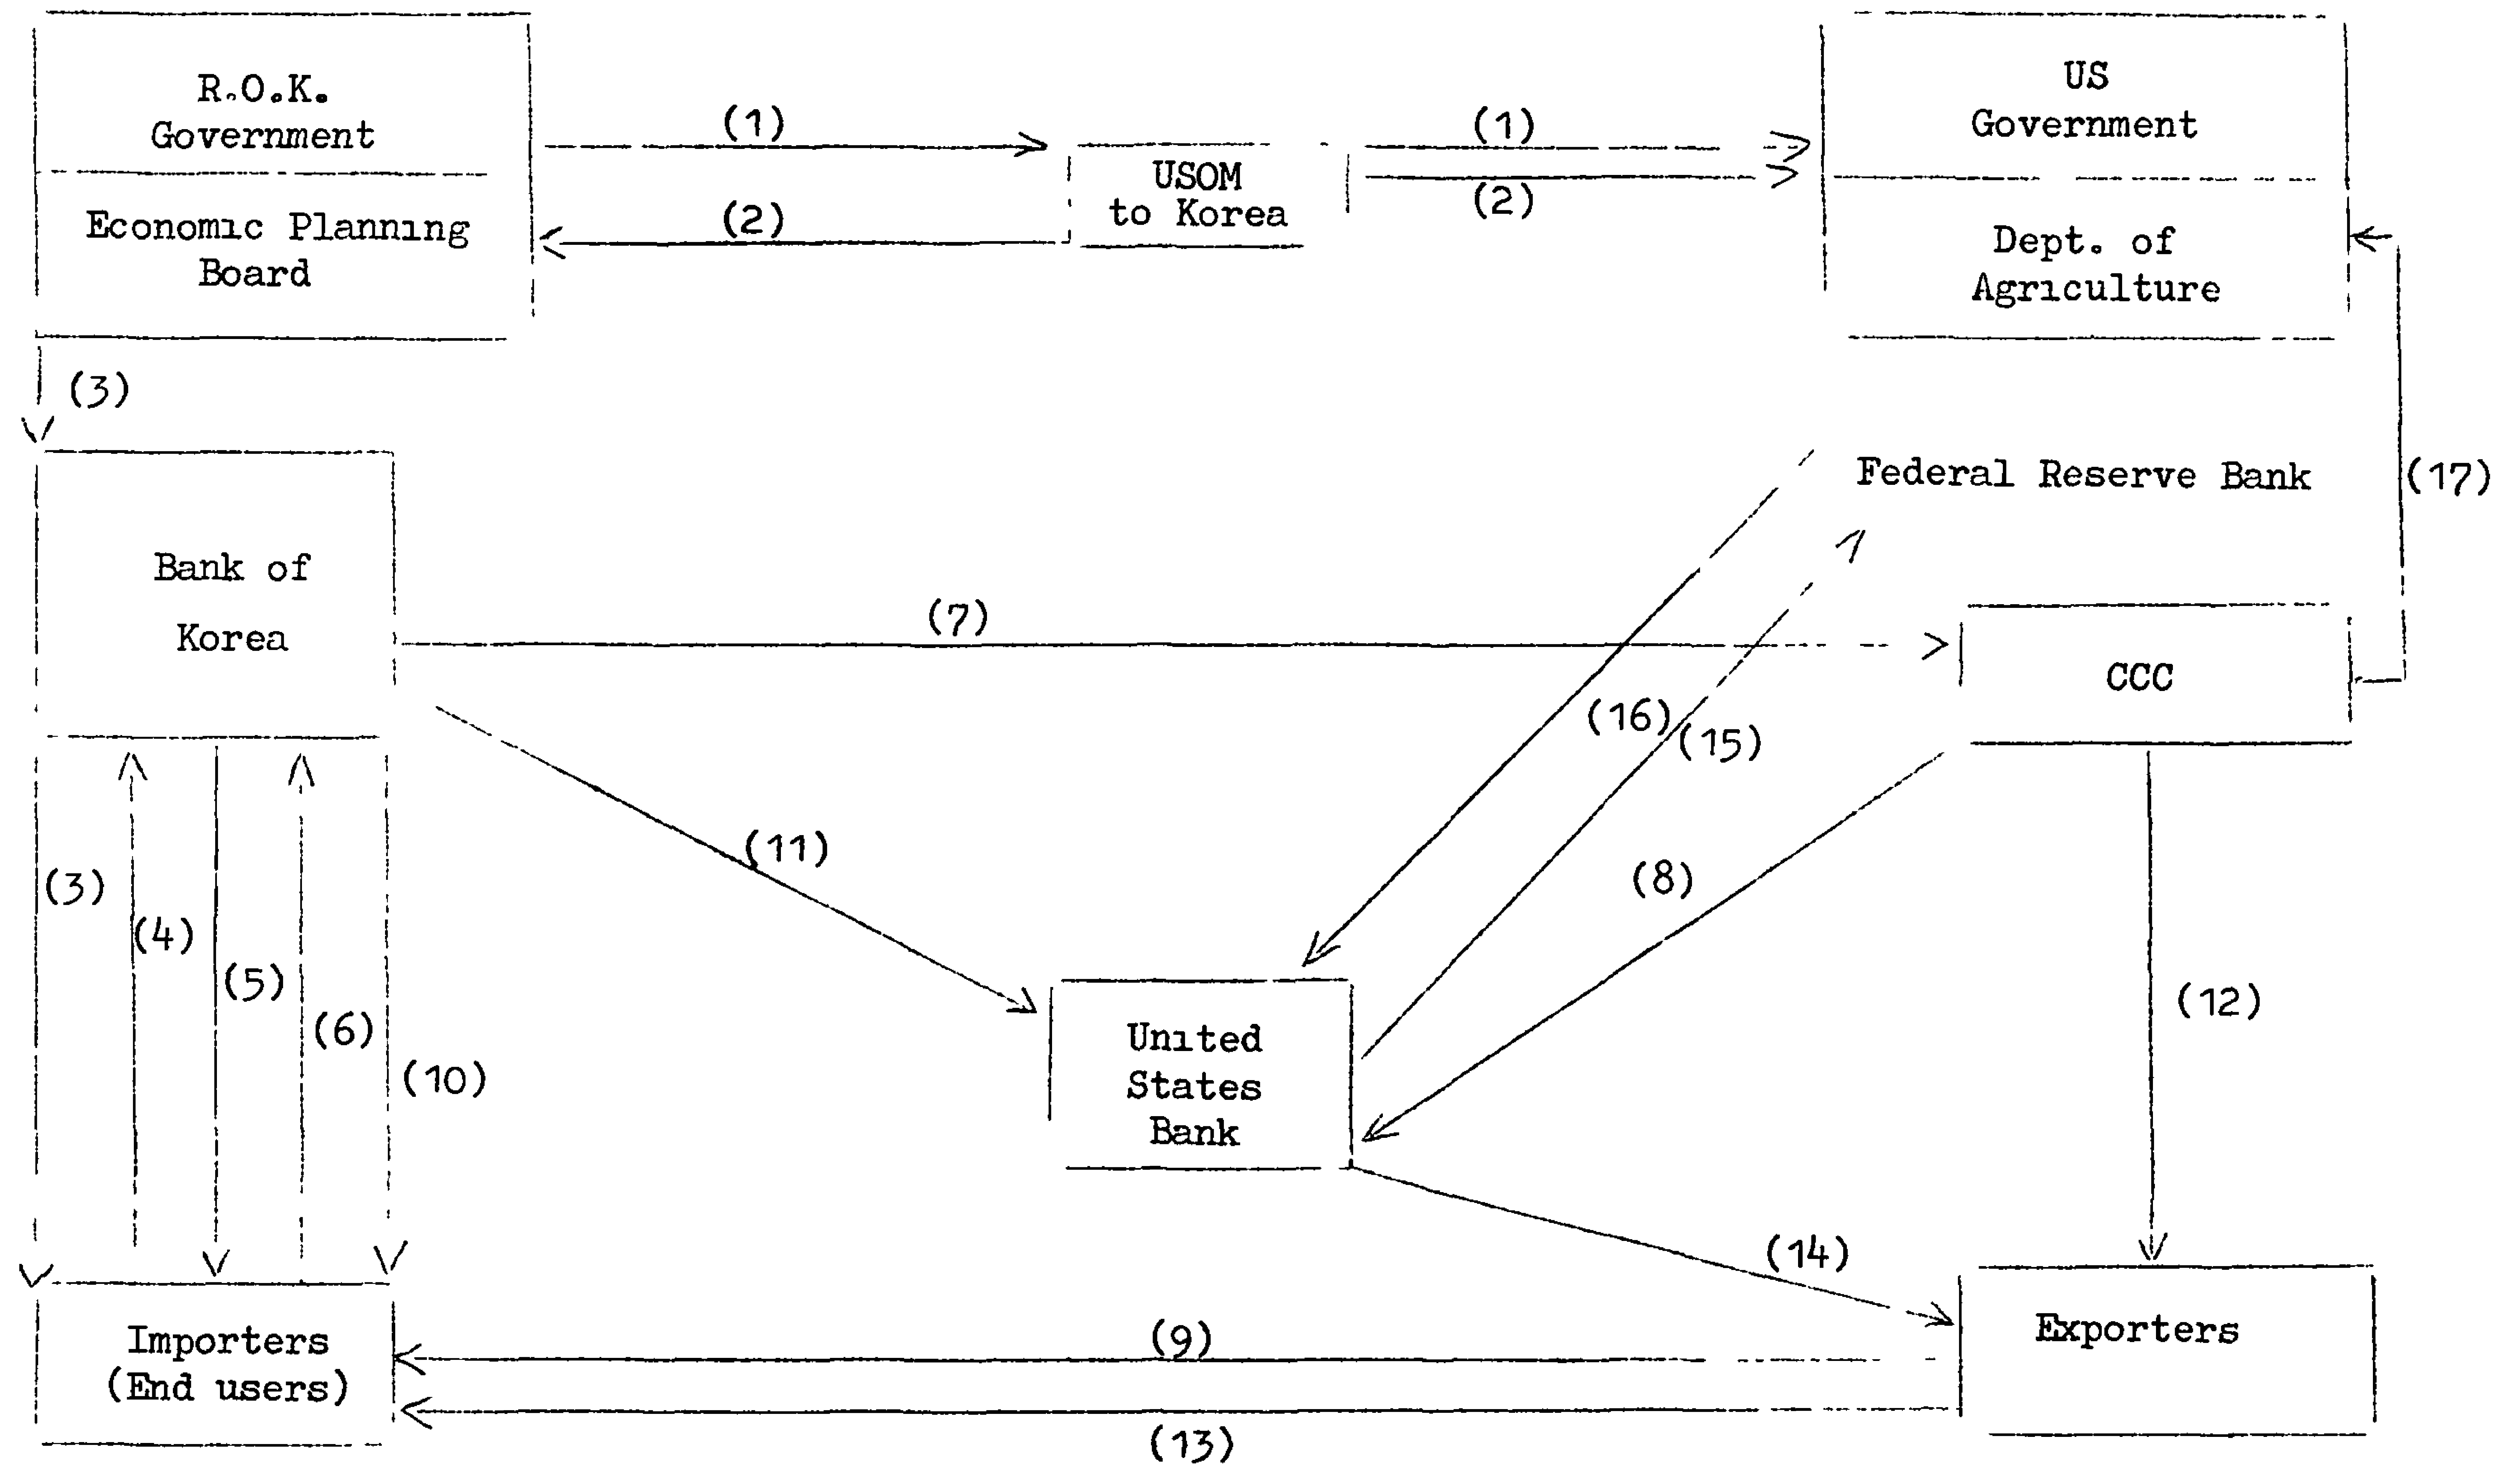 R.O.K.
Government
Economic Planning
Board
(1)
(2)
USOM
to Korea
(1)
(2)
US
Government
Dept. of
Agriculture
(3)
Federal Reserve Bank
(17)
Bank of
Korea
(7)
CCC
(16)
(15)
(11)
(8)
(3)
(4)
(5)
(6)
(10)
(12)
United
States
Bank
(14)
Importers
(End users)
(9)
(13)
Exporters